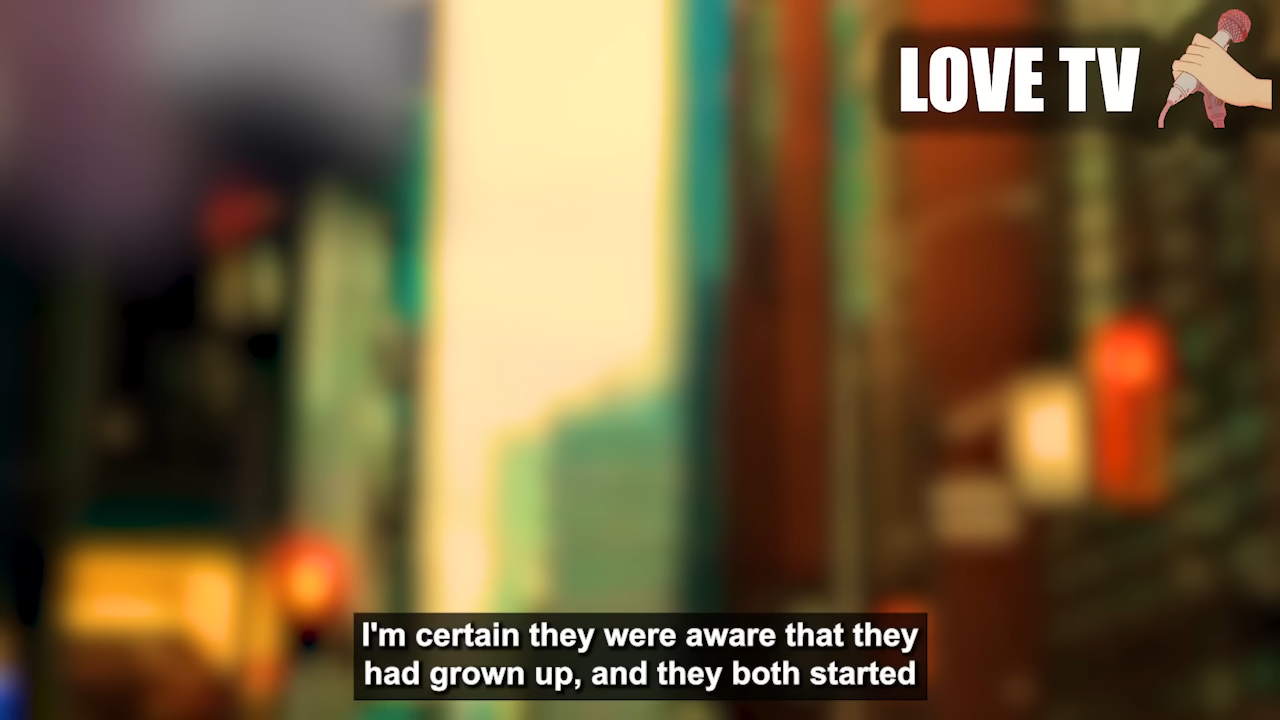 LOVE TV
I'm certain they were aware that they
had grown up, and they both started